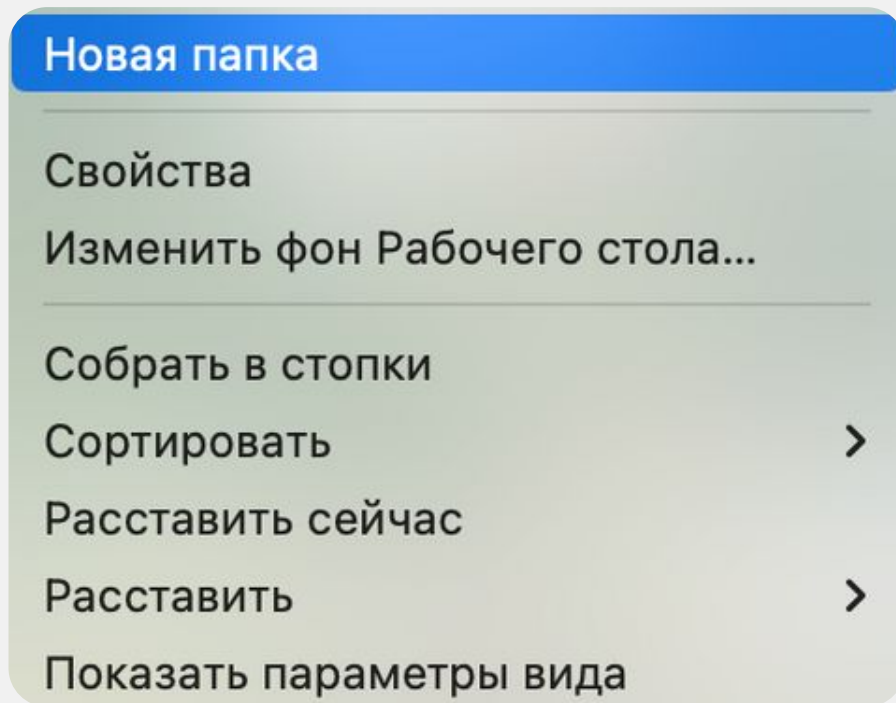 Новая папка
Свойства
Изменить фон Рабочего стола...
Собрать в стопки
Сортировать
Расставить сейчас
Расставить
Показать параметры вида